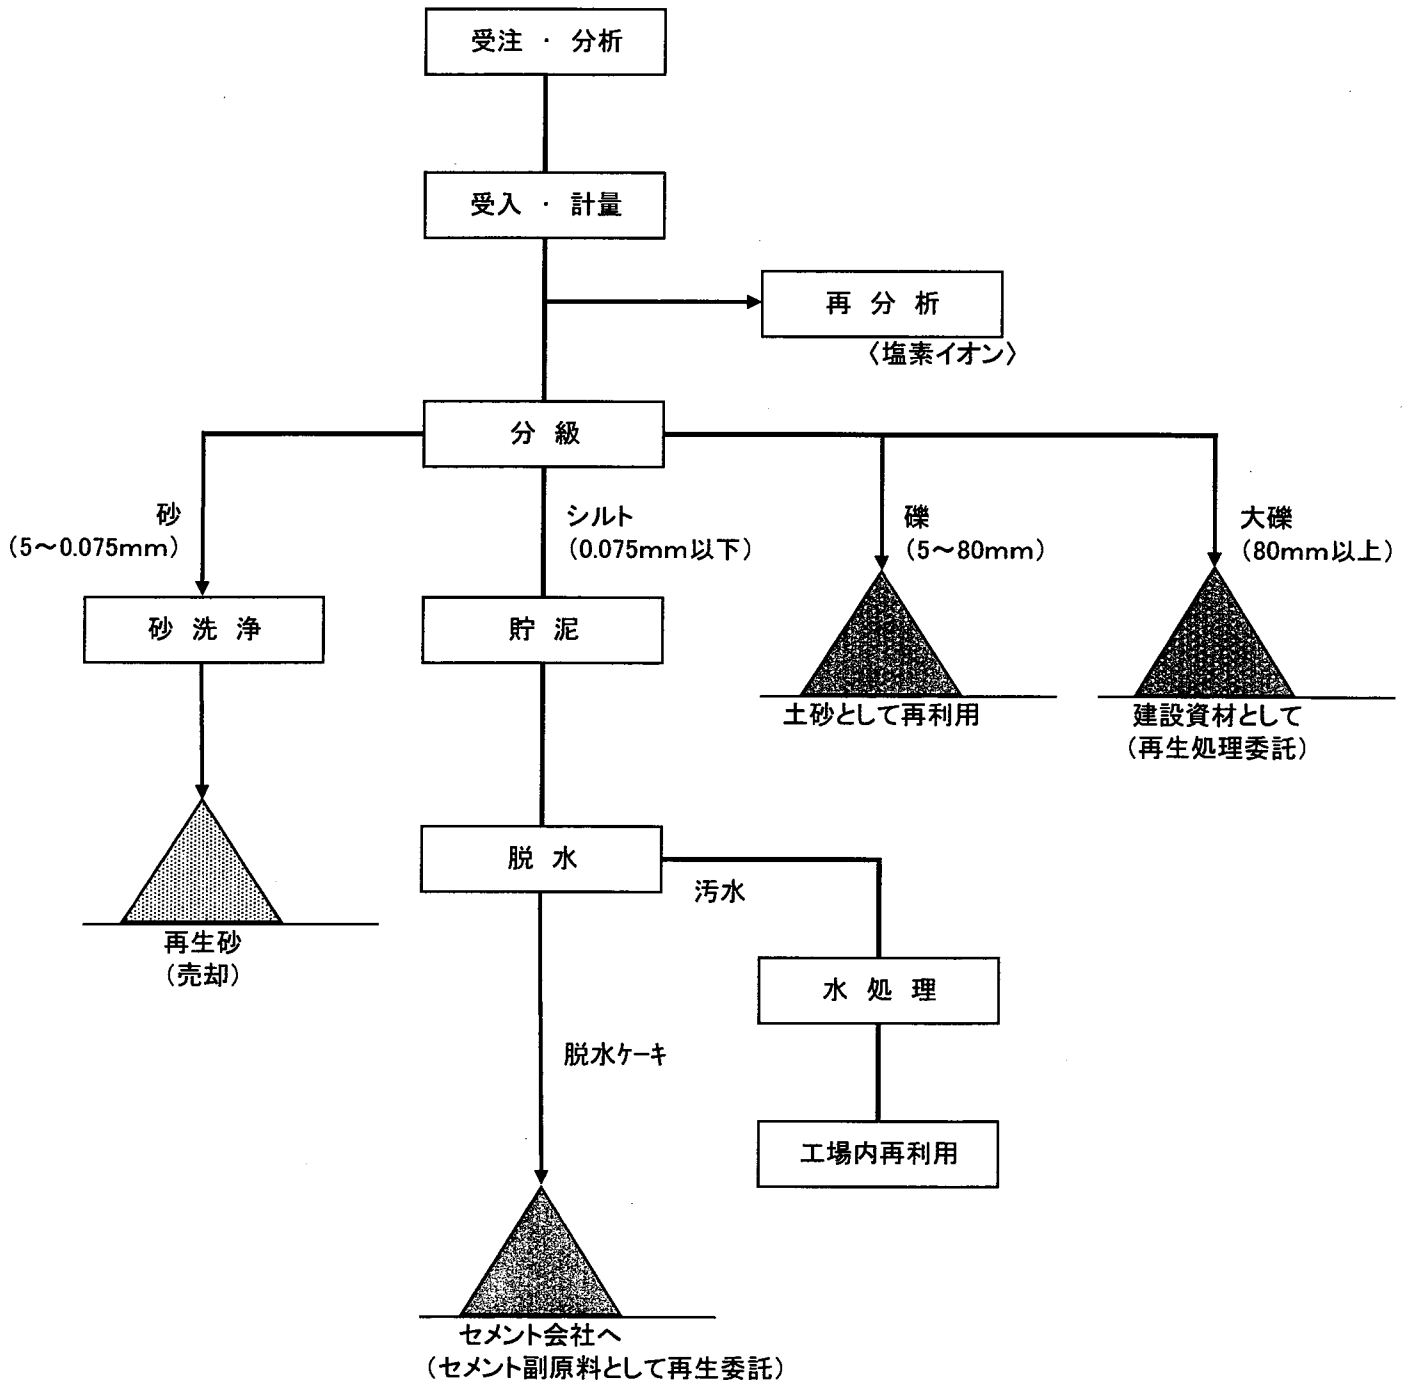 受注 ・ 分析
受入 ・ 計量
再 分 析
〈塩素イオン〉
分 級
砂
(5～0.075mm)
シルト
(0.075mm以下)
礫
(5～80mm)
大礫
(80mm以上)
砂 洗 浄
貯 泥
土砂として再利用
建設資材として
(再生処理委託)
脱 水
汚水
再生砂
(売却)
水 処 理
脱水ｹｰｷ
工場内再利用
セメント会社へ
(セメント副原料として再生委託)